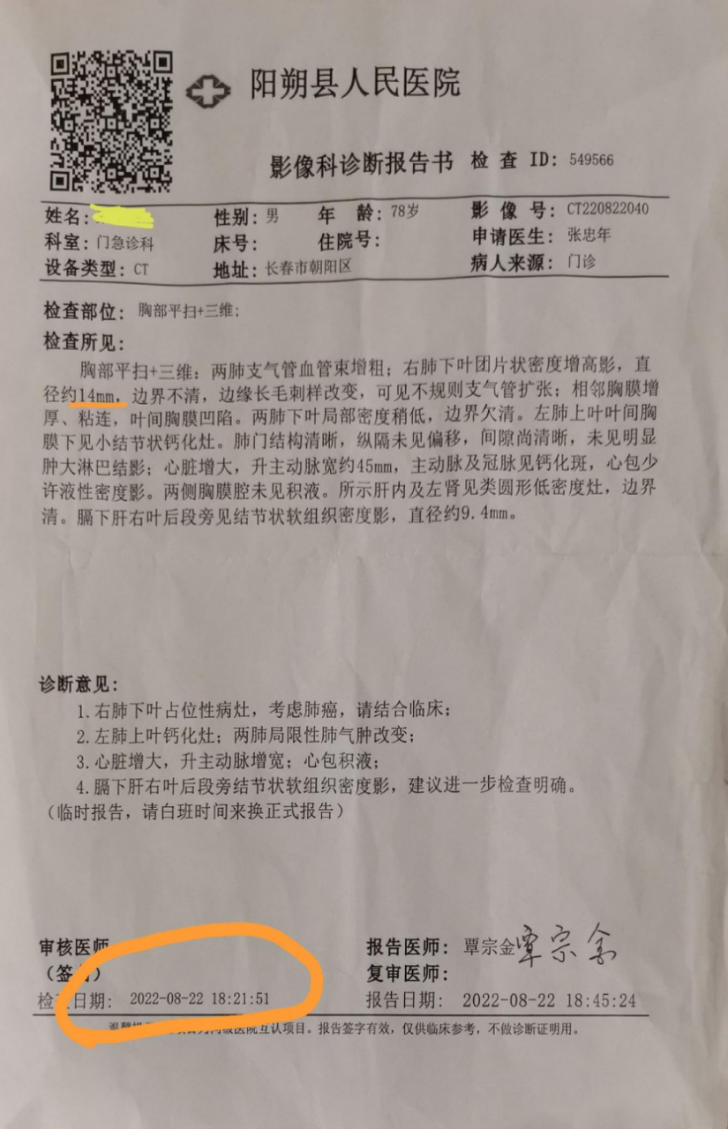 阳朔县人民医院
影像科诊断报告书 检查 ID: 549566
姓名: 性别: 男 年 龄: 78岁 影 像 号: CT220822040
科室: 门急诊科 床号: 住院号: 申请医生: 张忠年
设备类型: CT 地址: 长春市朝阳区 病人来源: 门诊
检查部位: 胸部平扫+三维;
检查所见:
胸部平扫+三维: 两肺支气管血管束增粗; 右肺下叶团片状密度增高影, 直
径约14mm, 边界不清, 边缘长毛刺样改变, 可见不规则支气管扩张; 相邻胸膜增
厚、粘连, 叶间胸膜凹陷。两肺下叶局部密度稍低, 边界欠清。左肺上叶叶间胸
膜下见小结节状钙化灶。肺门结构清晰, 纵隔未见偏移, 间隙尚清晰, 未见明显
肿大淋巴结影; 心脏增大, 升主动脉宽约45mm, 主动脉及冠脉见钙化斑, 心包少
许液性密度影。两侧胸膜腔未见积液。所示肝内及左肾见类圆形低密度灶, 边界
清。膈下肝右叶后段旁见结节状软组织密度影, 直径约9.4mm。
诊断意见:
1.右肺下叶占位性病灶, 考虑肺癌, 请结合临床;
2.左肺上叶钙化灶; 两肺局限性肺气肿改变;
3.心脏增大, 升主动脉增宽; 心包积液;
4.膈下肝右叶后段旁结节状软组织密度影, 建议进一步检查明确。
(临时报告, 请白班时间来换正式报告)
审核医师 报告医师: 覃宗金 覃宗金
(签 ) 复审医师:
检 日期: 2022-08-22 18:21:51 报告日期: 2022-08-22 18:45:24
级医院互认项目。报告签字有效, 仅供临床参考, 不做诊断证明用。